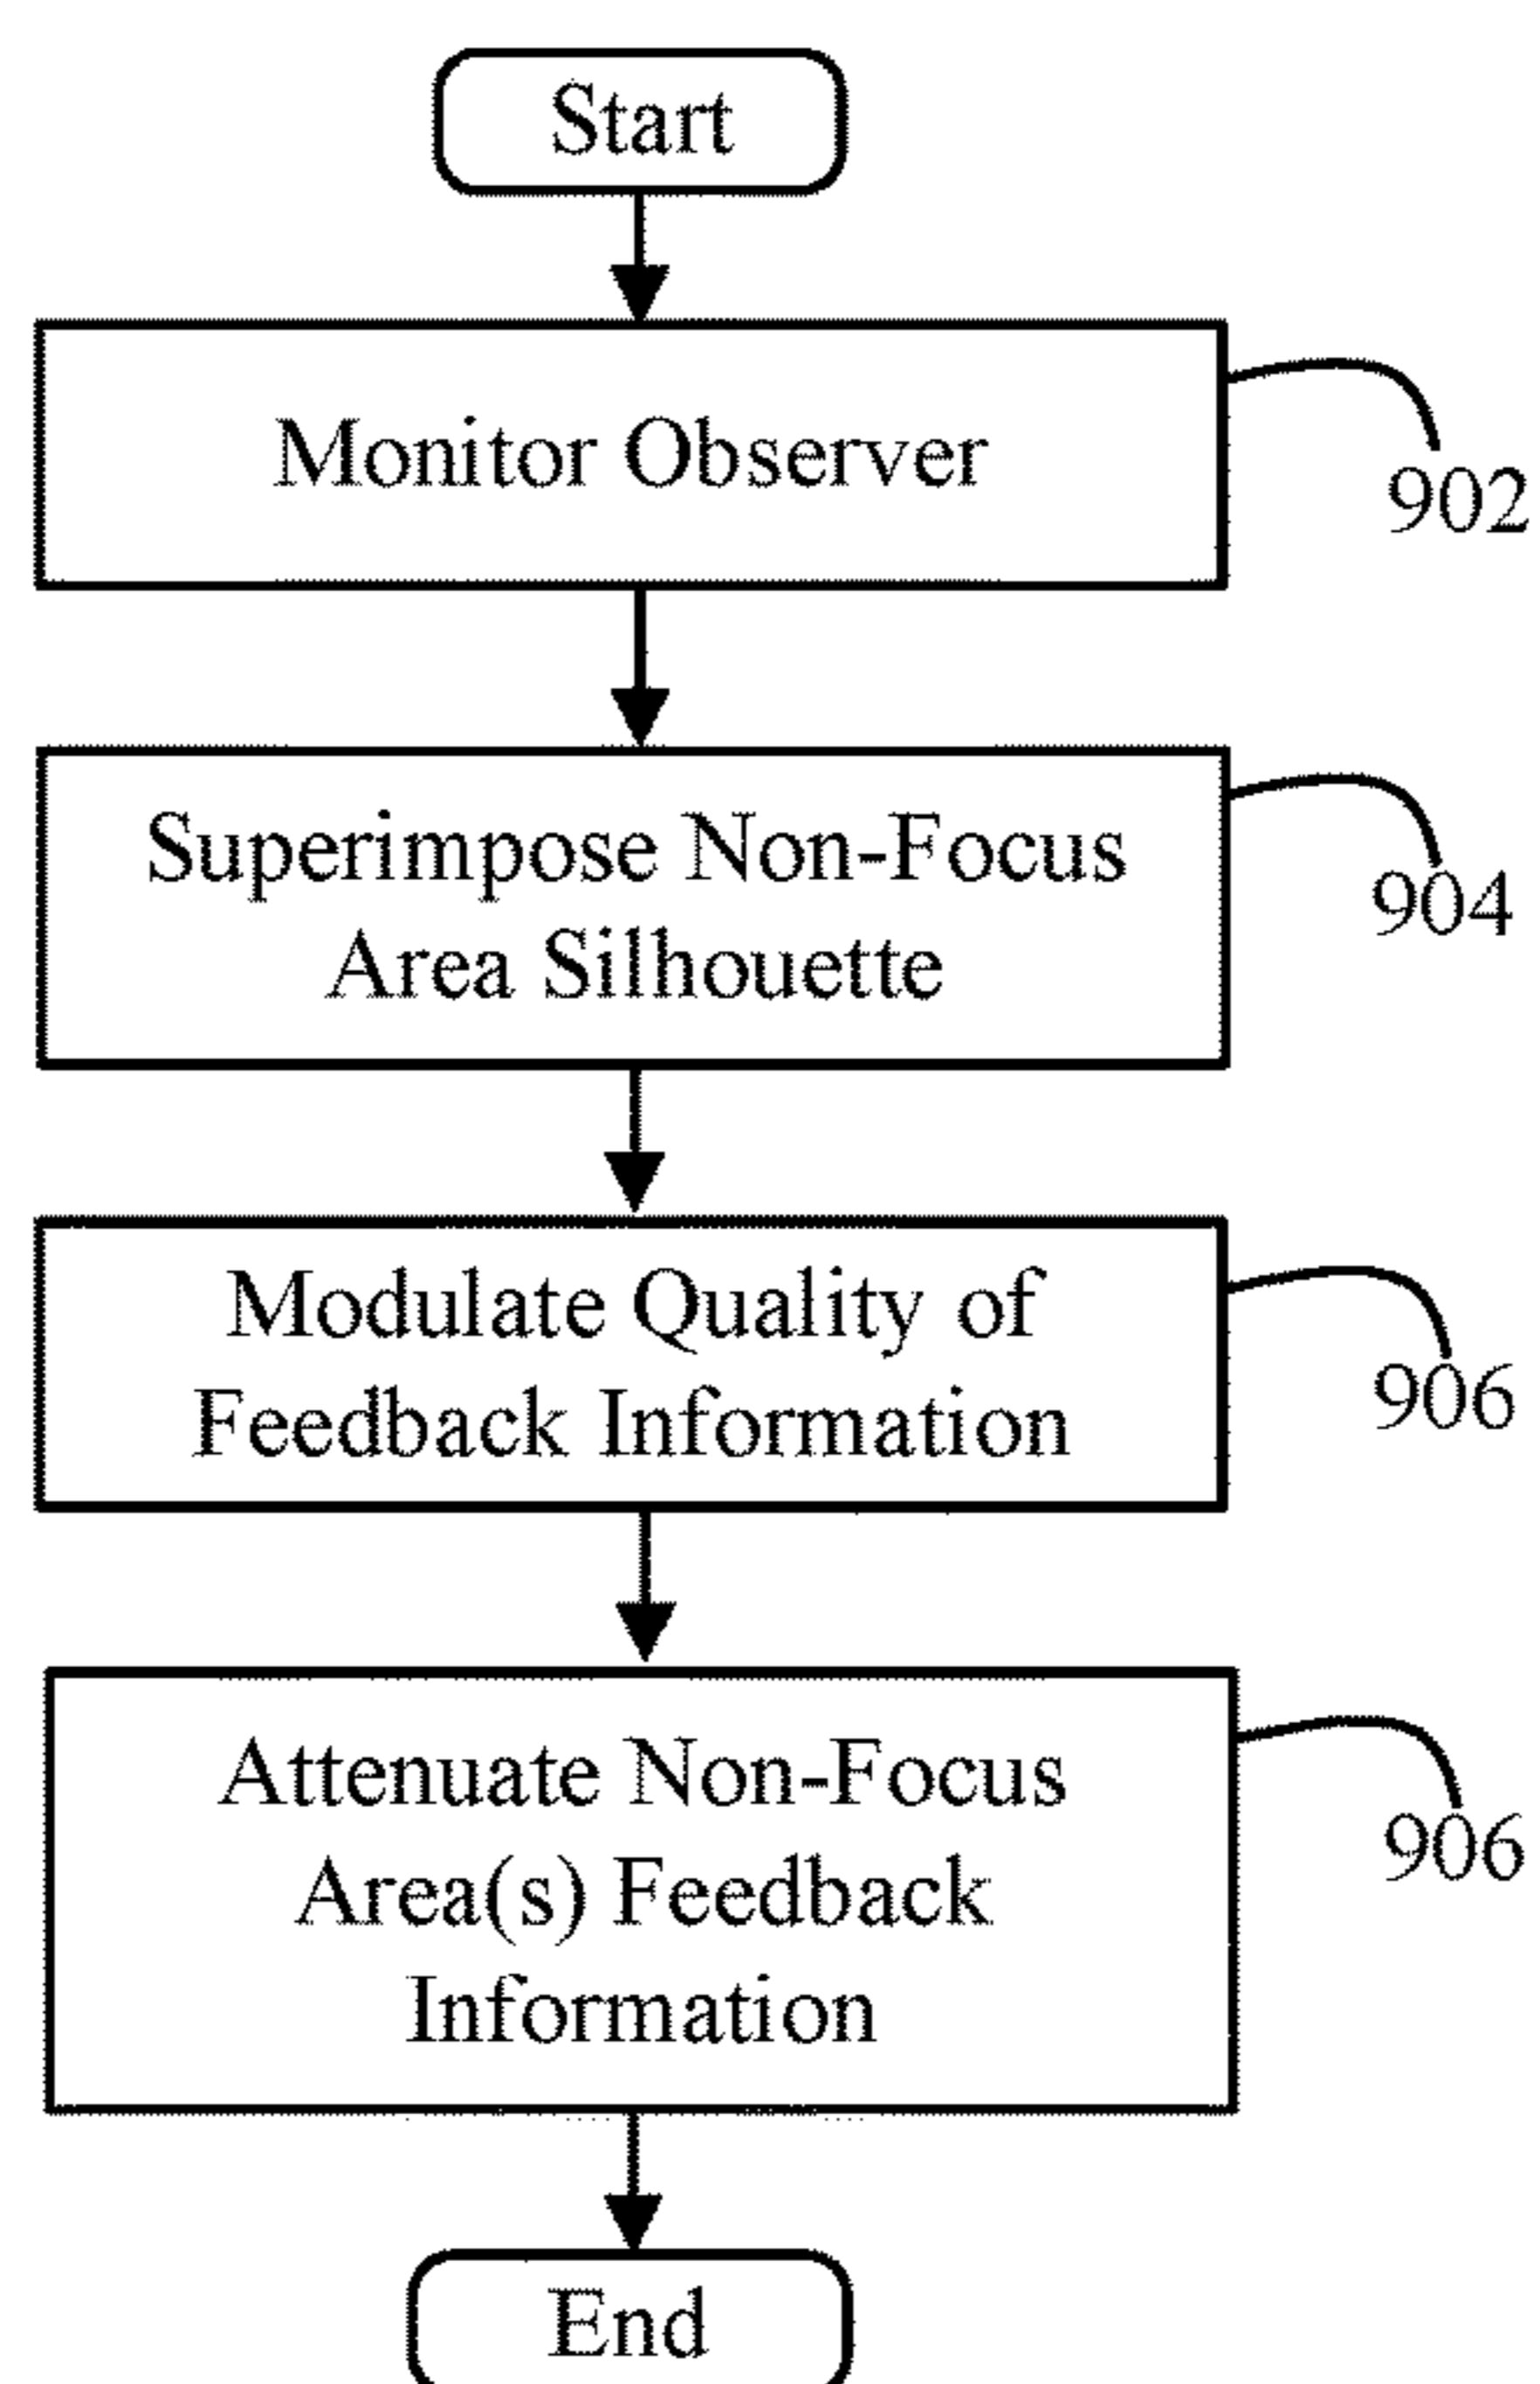 Start
Monitor Observer
902
Superimpose Non-Focus
Area Silhouette
904
Modulate Quality of
Feedback Information
906
Attenuate Non-Focus
Area(s) Feedback
Information
906
End